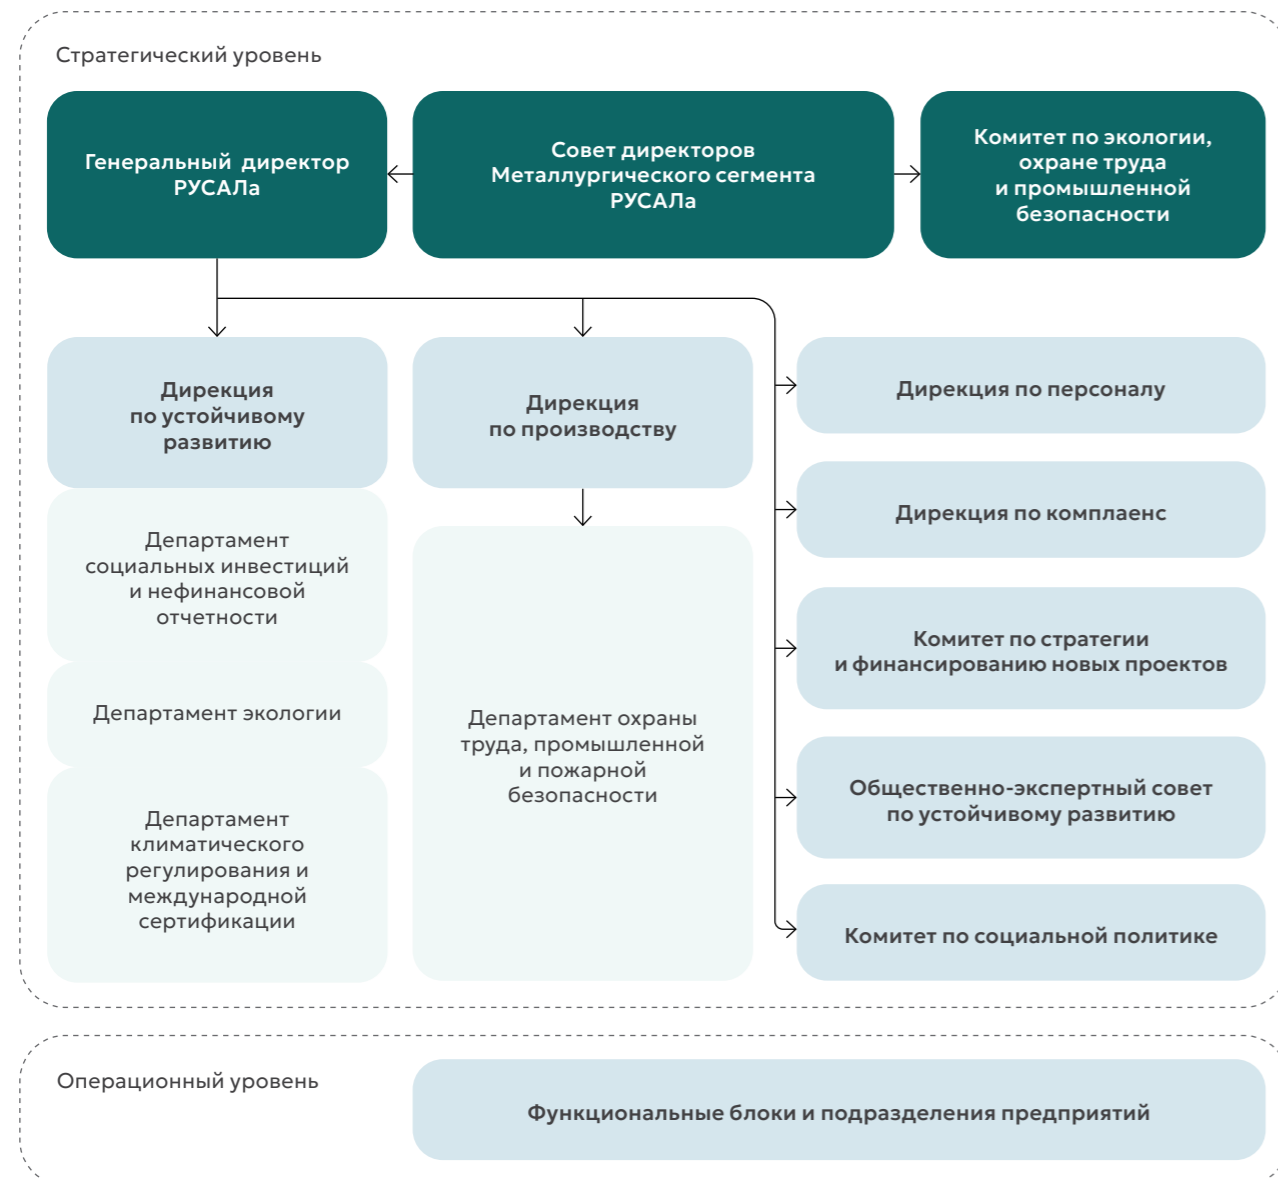 Стратегический уровень
Генеральный директор
РУСАЛа
Совет директоров
Металлургического сегмента
РУСАЛа
Комитет по экологии,
охране труда
и промышленной
безопасности
Дирекция
по устойчивому
развитию
Департамент
социальных инвестиций
и нефинансовой
отчетности
Департамент экологии
Департамент
климатического
регулирования и
международной
сертификации
Дирекция
по производству
Департамент охраны
труда, промышленной
и пожарной
безопасности
Дирекция по персоналу
Дирекция по комплаенс
Комитет по стратегии
и финансированию новых проектов
Общественно-экспертный совет
по устойчивому развитию
Комитет по социальной политике
Операционный уровень
Функциональные блоки и подразделения предприятий